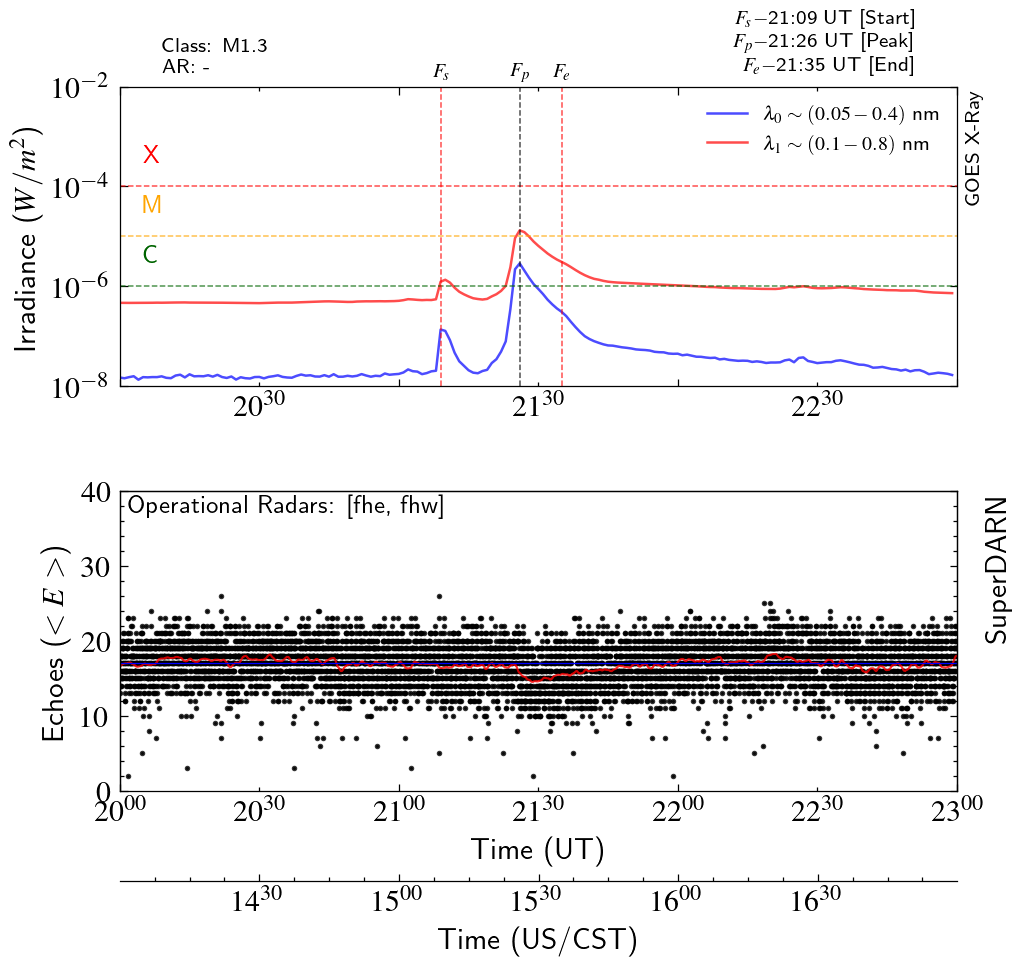 F_s−21:09 UT [Start]
Class: M1.3
F_p−21:26 UT [Peak]
AR: -
F_e−21:35 UT [End]
F_s F_p F_e
10^−2
λ_0 ∼ (0.05 − 0.4) nm
λ_1 ∼ (0.1 − 0.8) nm
X
10^−4
M
C
10^−6
10^−8
Irradiance (W/m^2)
GOES X-Ray
20^30 21^30 22^30
40
Operational Radars: [fhe, fhw]
30
20
10
0
Echoes (< E >)
SuperDARN
20^00 20^30 21^00 21^30 22^00 22^30 23^00
Time (UT)
14^30 15^00 15^30 16^00 16^30
Time (US/CST)